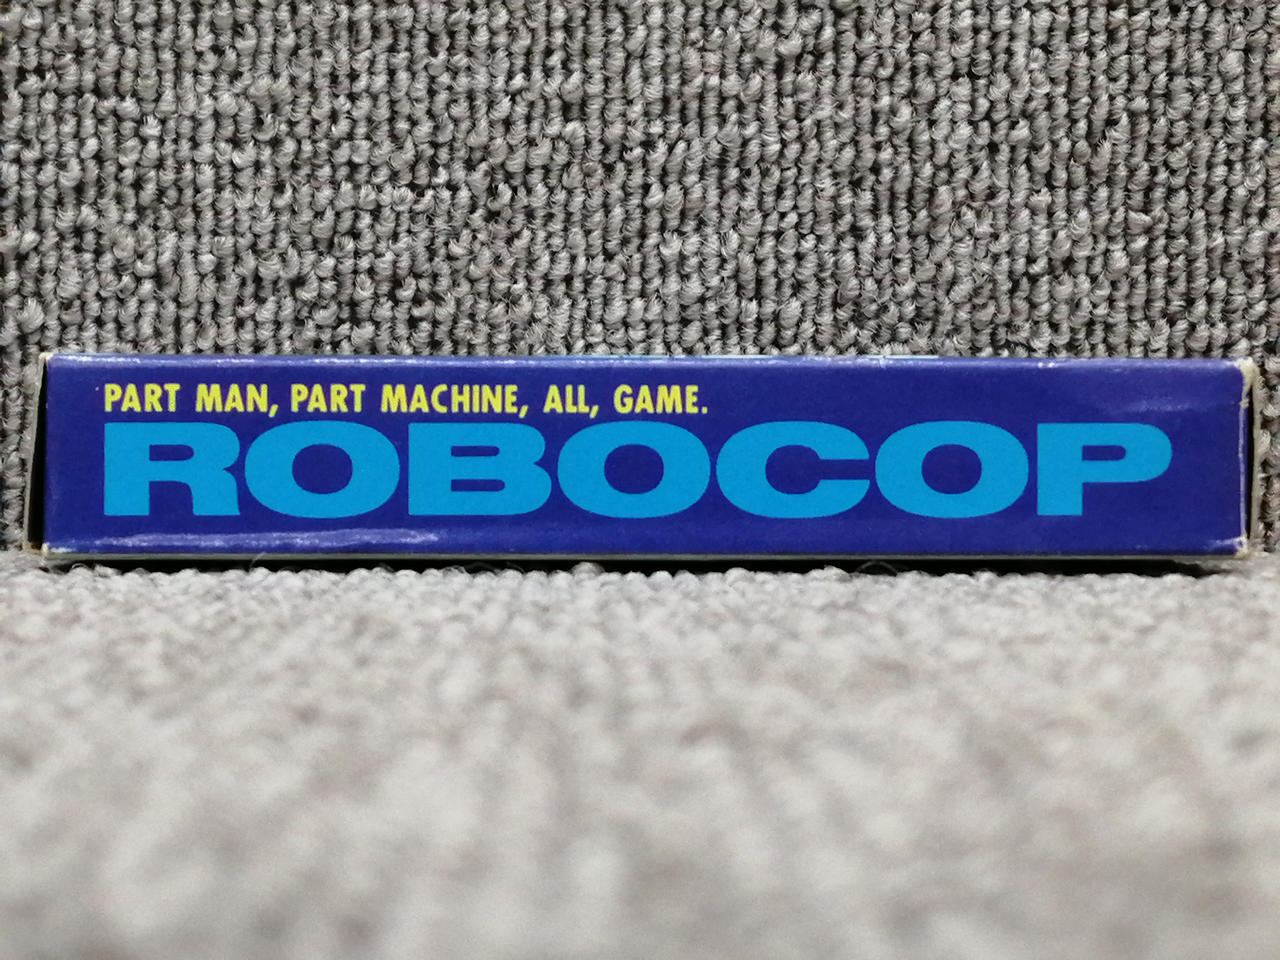 PART MAN, PART MACHINE, ALL, GAME.
ROBOCOP